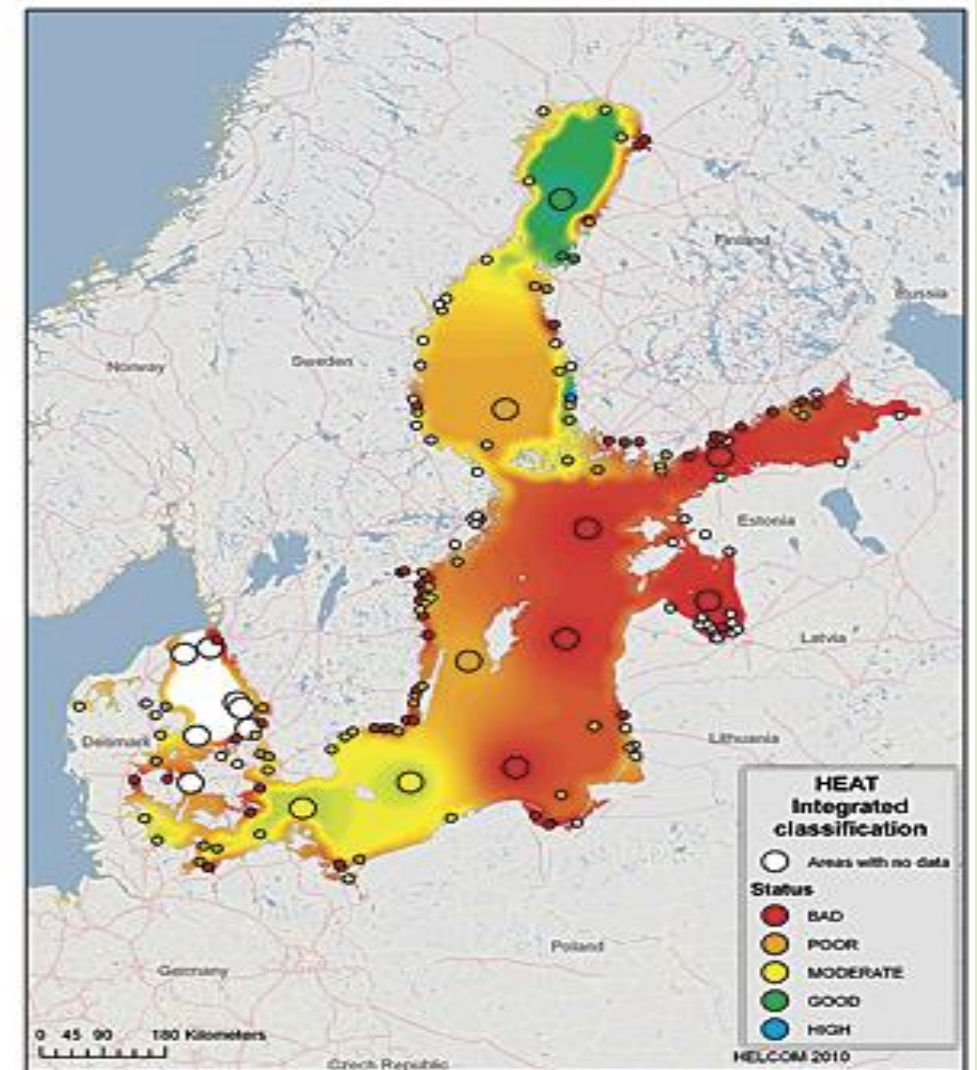 Finland
Russia
Norway
Sweden
Estonia
Latvia
Denmark
Lithuania
HEAT
Integrated
classification
Areas with no data
Status
BAD
POOR
MODERATE
GOOD
HIGH
Poland
Germany
0 45 90 180 Kilometers
HELCOM 2010
Czech Republic